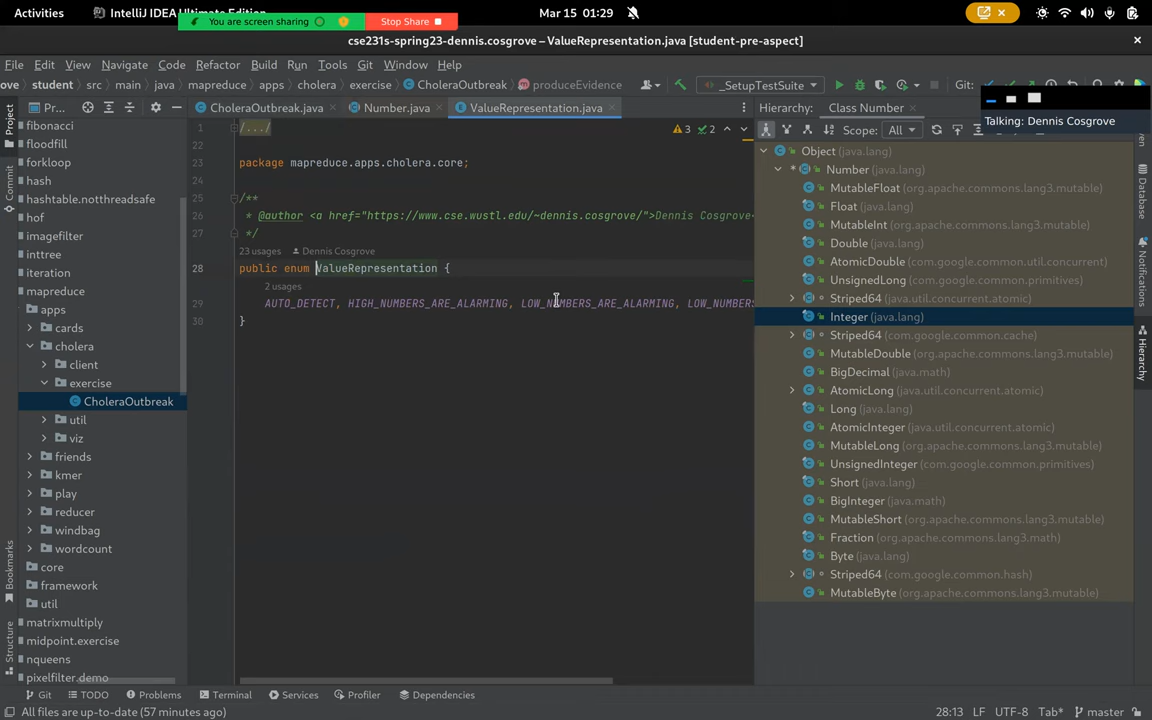 Activities
IntelliJ IDEA Ultimate Edition
Mar 15 01:29
You are screen sharing
Stop Share
cse231s-spring23-dennis.cosgrove – ValueRepresentation.java [student-pre-aspect]
File Edit View Navigate Code Refactor Build Run Tools Git Window Help
ove student src main java mapreduce apps cholera exercise CholeraOutbreak produceEvidence _SetupTestSuite Git:
Project
Pr...
CholeraOutbreak.java Number.java ValueRepresentation.java
Hierarchy: Class Number
Talking: Dennis Cosgrove
Scope: All
fibonacci
floodfill
forkloop
hash
hashtable.notthreadsafe
hof
imagefilter
inttree
iteration
mapreduce
apps
cards
cholera
client
exercise
CholeraOutbreak
util
viz
friends
kmer
play
reducer
windbag
wordcount
core
framework
util
matrixmultiply
midpoint.exercise
nqueens
pixelfilter.demo
Commit
Bookmarks
Structure
1 /.../
3 2
22
23 package mapreduce.apps.cholera.core;
24
25 /**
26 * @author <a href="https://www.cse.wustl.edu/~dennis.cosgrove/">Dennis Cosgrove<
27 */
23 usages Dennis Cosgrove
28 public enum ValueRepresentation {
2 usages
29 AUTO_DETECT, HIGH_NUMBERS_ARE_ALARMING, LOW_NUMBERS_ARE_ALARMING, LOW_NUMBERS
30 }
Object (java.lang)
Number (java.lang)
MutableFloat (org.apache.commons.lang3.mutable)
Float (java.lang)
MutableInt (org.apache.commons.lang3.mutable)
Double (java.lang)
AtomicDouble (com.google.common.util.concurrent)
UnsignedLong (com.google.common.primitives)
Striped64 (java.util.concurrent.atomic)
Integer (java.lang)
Striped64 (com.google.common.cache)
MutableDouble (org.apache.commons.lang3.mutable)
BigDecimal (java.math)
AtomicLong (java.util.concurrent.atomic)
Long (java.lang)
AtomicInteger (java.util.concurrent.atomic)
MutableLong (org.apache.commons.lang3.mutable)
UnsignedInteger (com.google.common.primitives)
Short (java.lang)
BigInteger (java.math)
MutableShort (org.apache.commons.lang3.mutable)
Fraction (org.apache.commons.lang3.math)
Byte (java.lang)
Striped64 (com.google.common.hash)
MutableByte (org.apache.commons.lang3.mutable)
Database
Notifications
Hierarchy
Git TODO Problems Terminal Services Profiler Dependencies
All files are up-to-date (57 minutes ago)
28:13 LF UTF-8 Tab* master